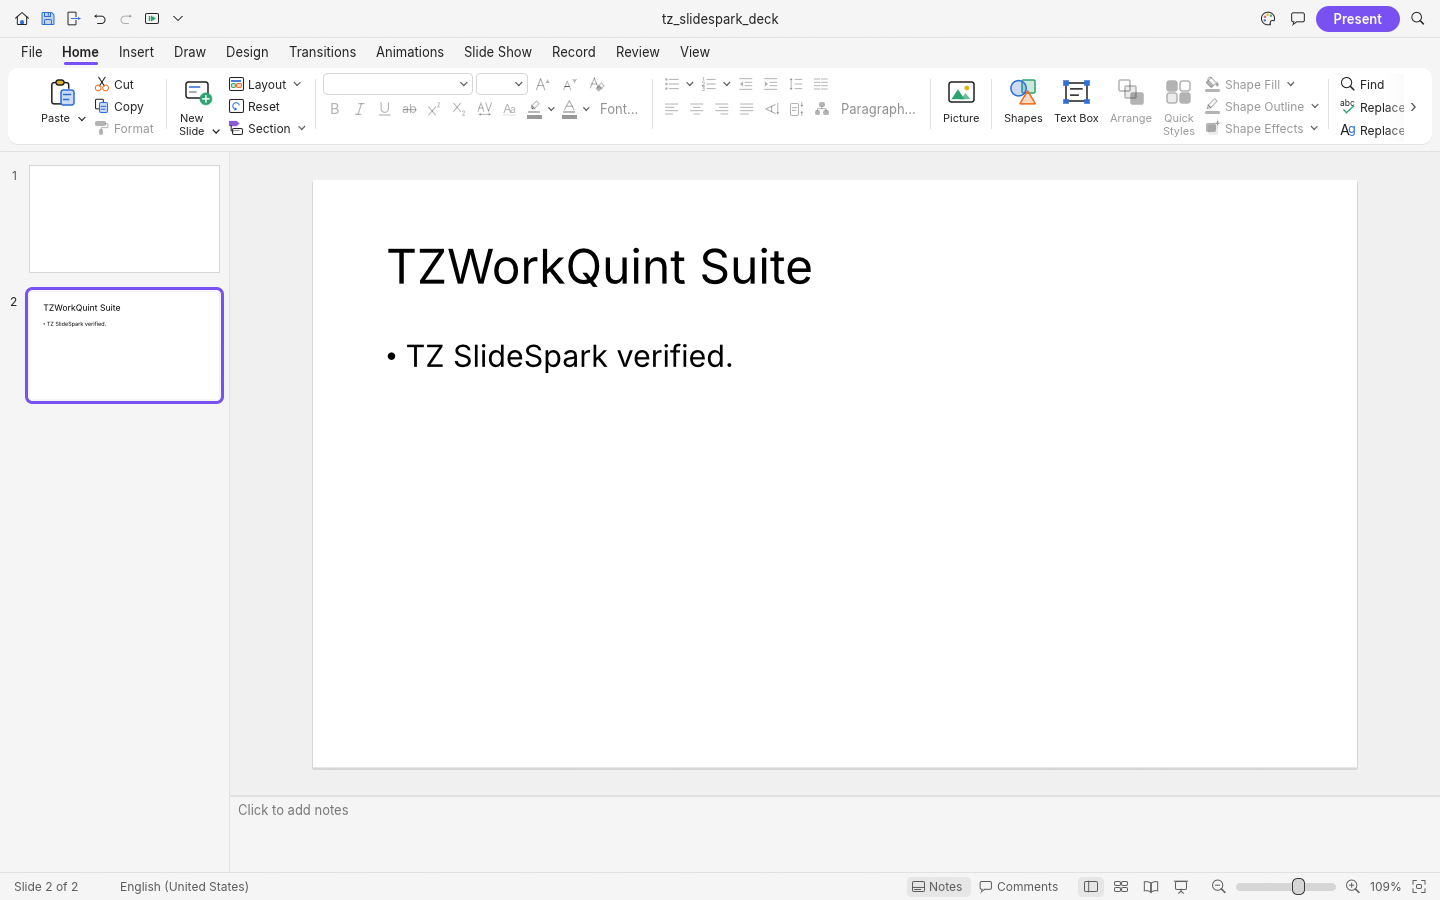 tz_slidespark_deck
Present
File Home Insert Draw Design Transitions Animations Slide Show Record Review View
Paste
Cut
Copy
Format
New Slide
Layout
Reset
Section
Font...
Paragraph...
Picture
Shapes
Text Box
Arrange
Quick Styles
Shape Fill
Shape Outline
Shape Effects
Find
Replace
Replace
1
2
TZWorkQuint Suite
• TZ SlideSpark verified.
TZWorkQuint Suite
• TZ SlideSpark verified.
Click to add notes
Slide 2 of 2
English (United States)
Notes
Comments
109%